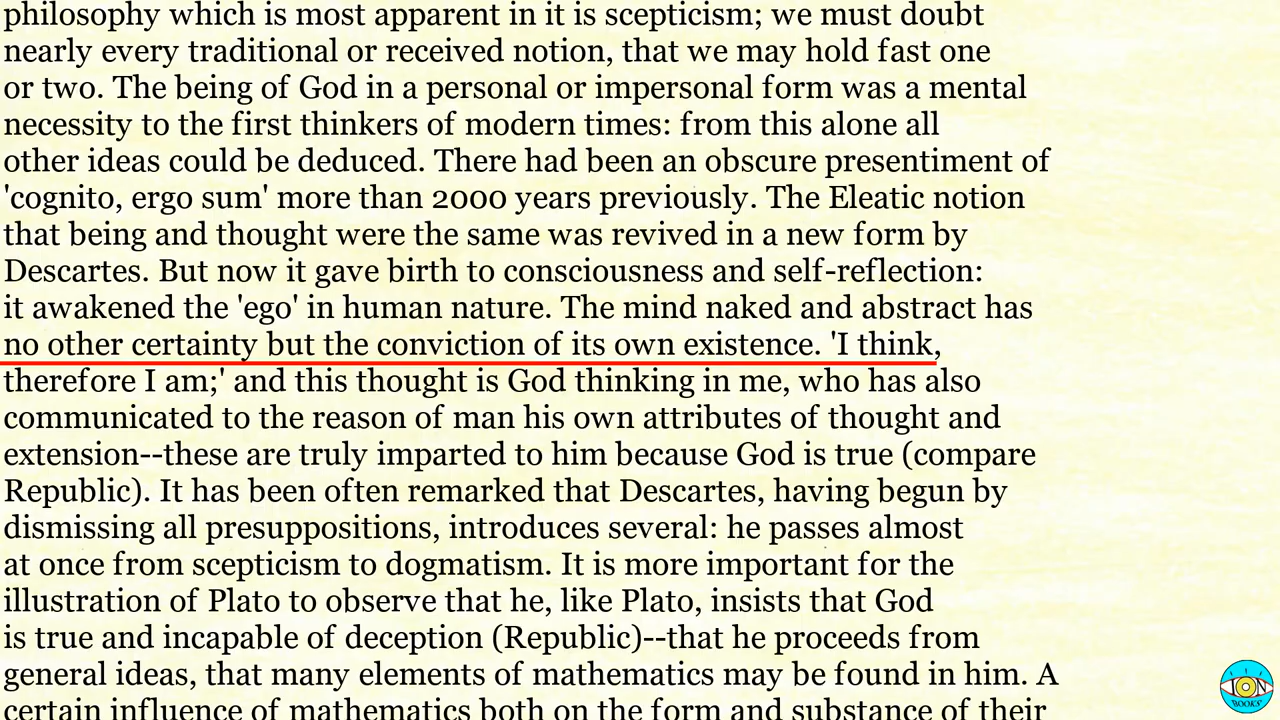 philosophy which is most apparent in it is scepticism; we must doubt
nearly every traditional or received notion, that we may hold fast one
or two. The being of God in a personal or impersonal form was a mental
necessity to the first thinkers of modern times: from this alone all
other ideas could be deduced. There had been an obscure presentiment of
'cognito, ergo sum' more than 2000 years previously. The Eleatic notion
that being and thought were the same was revived in a new form by
Descartes. But now it gave birth to consciousness and self-reflection:
it awakened the 'ego' in human nature. The mind naked and abstract has
no other certainty but the conviction of its own existence. 'I think,
therefore I am;' and this thought is God thinking in me, who has also
communicated to the reason of man his own attributes of thought and
extension--these are truly imparted to him because God is true (compare
Republic). It has been often remarked that Descartes, having begun by
dismissing all presuppositions, introduces several: he passes almost
at once from scepticism to dogmatism. It is more important for the
illustration of Plato to observe that he, like Plato, insists that God
is true and incapable of deception (Republic)--that he proceeds from
general ideas, that many elements of mathematics may be found in him. A
certain influence of mathematics both on the form and substance of their
ION
BOOKS